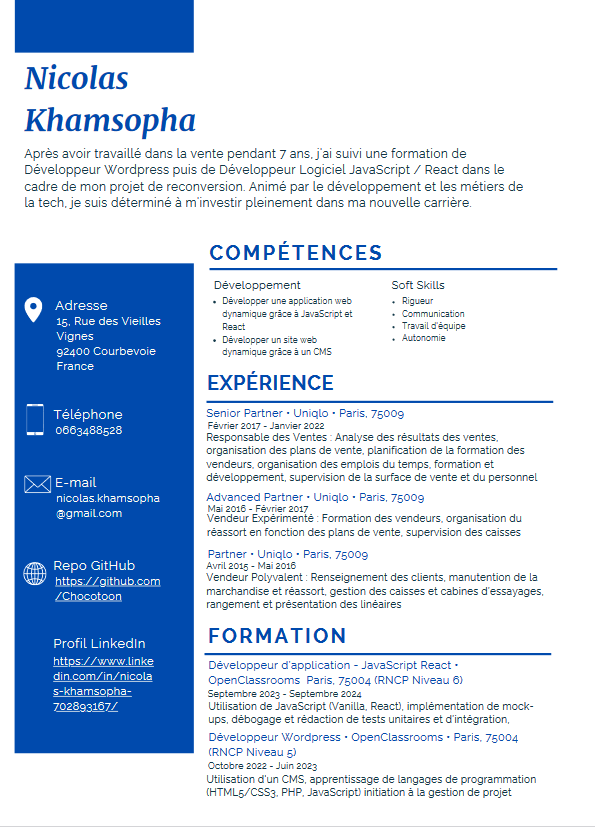 Nicolas
Khamsopha
Après avoir travaillé dans la vente pendant 7 ans, j'ai suivi une formation de
Développeur Wordpress puis de Développeur Logiciel JavaScript / React dans le
cadre de mon projet de reconversion. Animé par le développement et les métiers de
la tech, je suis déterminé à m'investir pleinement dans ma nouvelle carrière.
Adresse
15, Rue des Vieilles
Vignes
92400 Courbevoie
France
Téléphone
0663488528
E-mail
nicolas.khamsopha
@gmail.com
Repo GitHub
https://github.com
/Chocotoon
Profil LinkedIn
https://www.linke
din.com/in/nicola
s-khamsopha-
702893167/
COMPÉTENCES
Développement
• Développer une application web
dynamique grâce à JavaScript et
React
• Développer un site web
dynamique grâce à un CMS
Soft Skills
• Rigueur
• Communication
• Travail d'équipe
• Autonomie
EXPÉRIENCE
Senior Partner • Uniqlo • Paris, 75009
Février 2017 - Janvier 2022
Responsable des Ventes : Analyse des résultats des ventes,
organisation des plans de vente, planification de la formation des
vendeurs, organisation des emplois du temps, formation et
développement, supervision de la surface de vente et du personnel
Advanced Partner • Uniqlo • Paris, 75009
Mai 2016 - Février 2017
Vendeur Expérimenté : Formation des vendeurs, organisation du
réassort en fonction des plans de vente, supervision des caisses
Partner • Uniqlo • Paris, 75009
Avril 2015 - Mai 2016
Vendeur Polyvalent : Renseignement des clients, manutention de la
marchandise et réassort, gestion des caisses et cabines d'essayages,
rangement et présentation des linéaires
FORMATION
Développeur d'application - JavaScript React •
OpenClassrooms Paris, 75004 (RNCP Niveau 6)
Septembre 2023 - Septembre 2024
Utilisation de JavaScript (Vanilla, React), implémentation de mock-
ups, débogage et rédaction de tests unitaires et d'intégration,
Développeur Wordpress • OpenClassrooms • Paris, 75004
(RNCP Niveau 5)
Octobre 2022 - Juin 2023
Utilisation d'un CMS, apprentissage de langages de programmation
(HTML5/CSS3, PHP, JavaScript) initiation à la gestion de projet